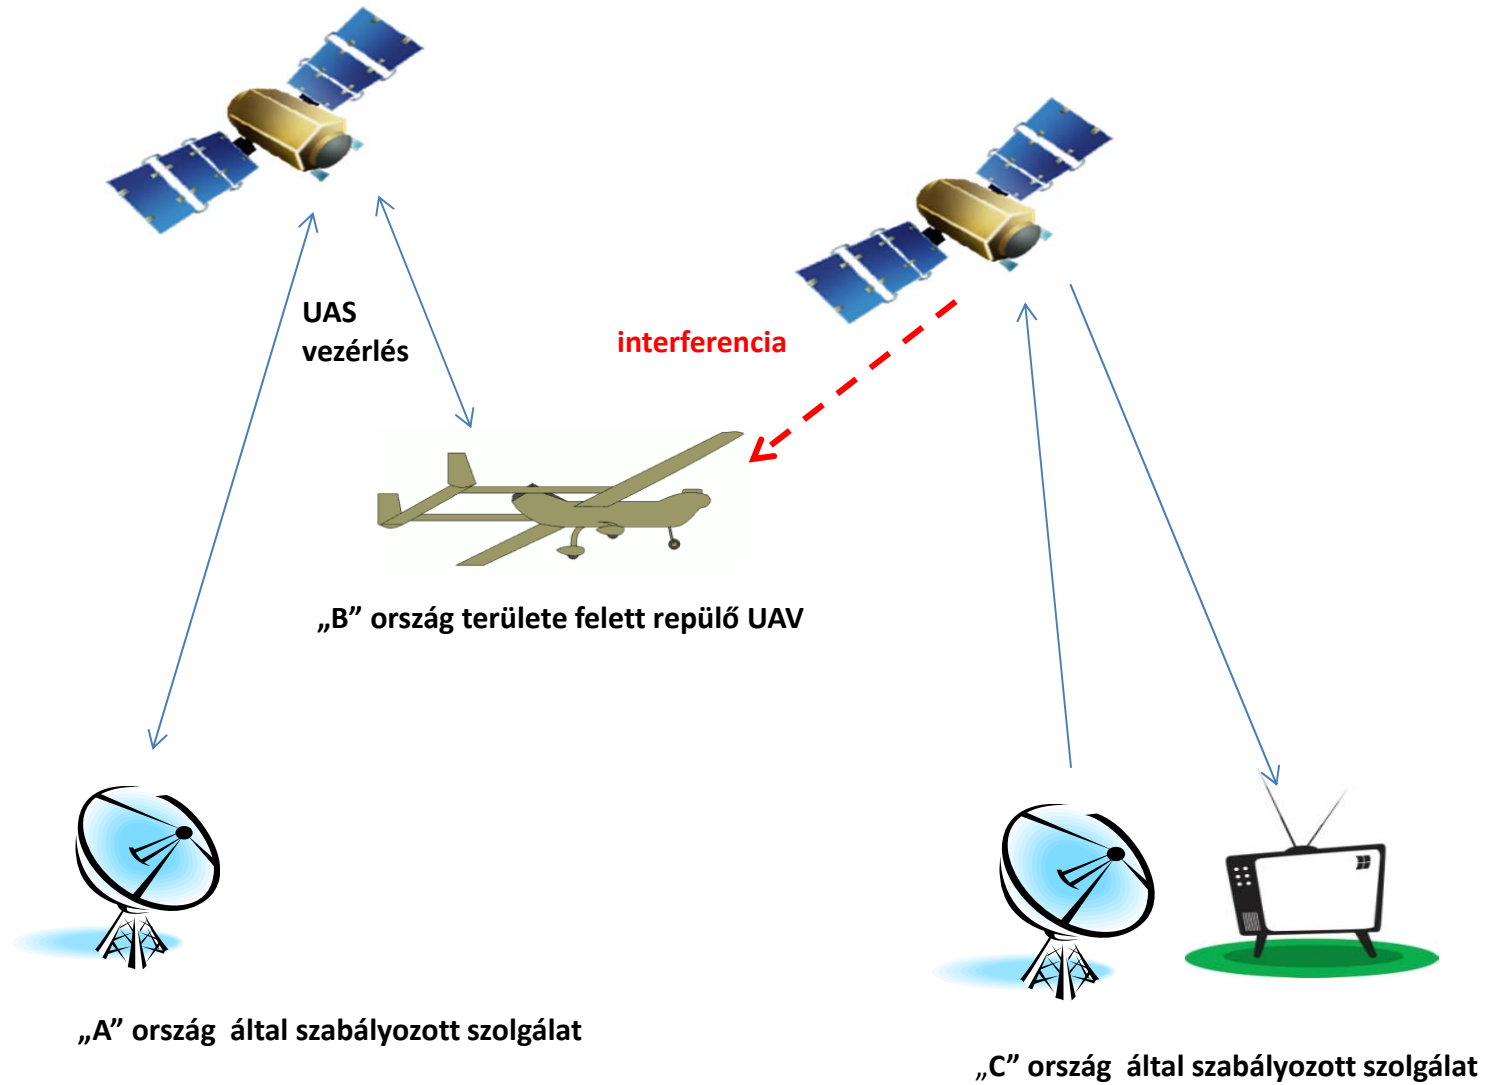 UAS
vezérlés
interferencia
„B” ország területe felett repülő UAV
„A” ország  által szabályozott szolgálat
„C” ország  által szabályozott szolgálat